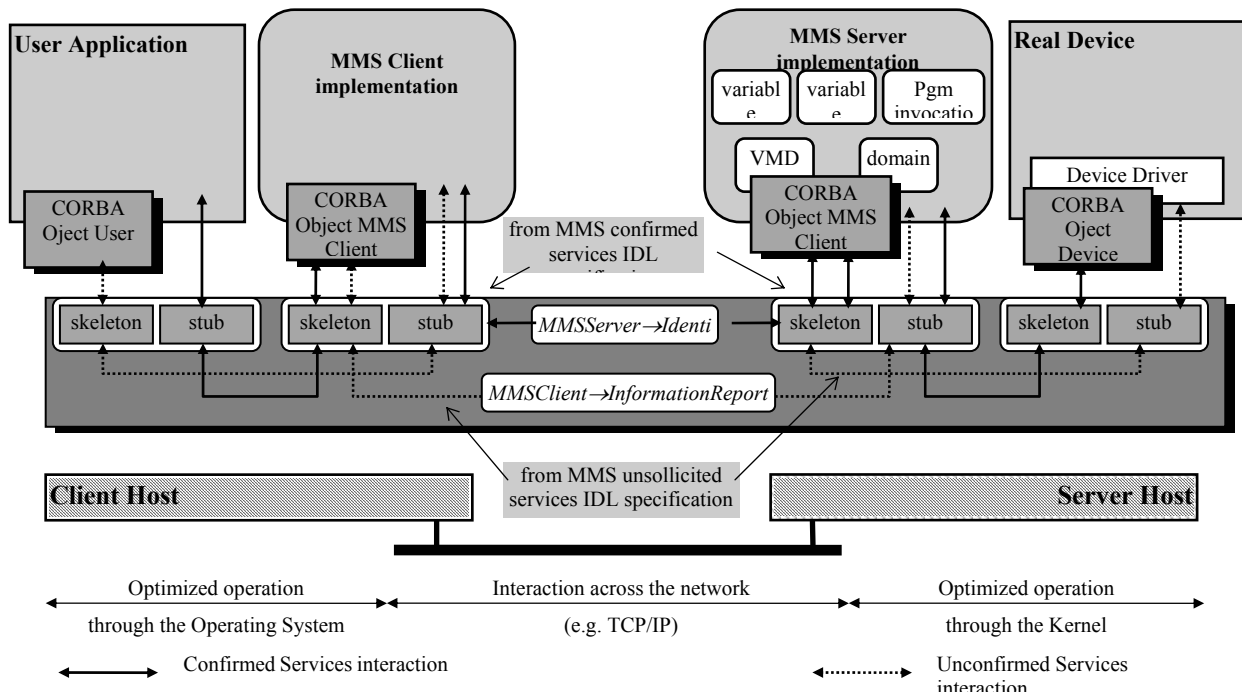 User Application
MMS Client
implementation
MMS Server
implementation
Real Device
variabl
e
variabl
e
Pgm
invocatio
VMD
domain
Device Driver
CORBA
Oject User
CORBA
Object MMS
Client
CORBA
Object MMS
Client
CORBA
Oject
Device
from MMS confirmed
services IDL
skeleton
stub
skeleton
stub
MMSServer→Identi
skeleton
stub
skeleton
stub
MMSClient→InformationReport
from MMS unsollicited
services IDL specification
Client Host
Server Host
Optimized operation
through the Operating System
Interaction across the network
(e.g. TCP/IP)
Optimized operation
through the Kernel
Confirmed Services interaction
Unconfirmed Services
interaction